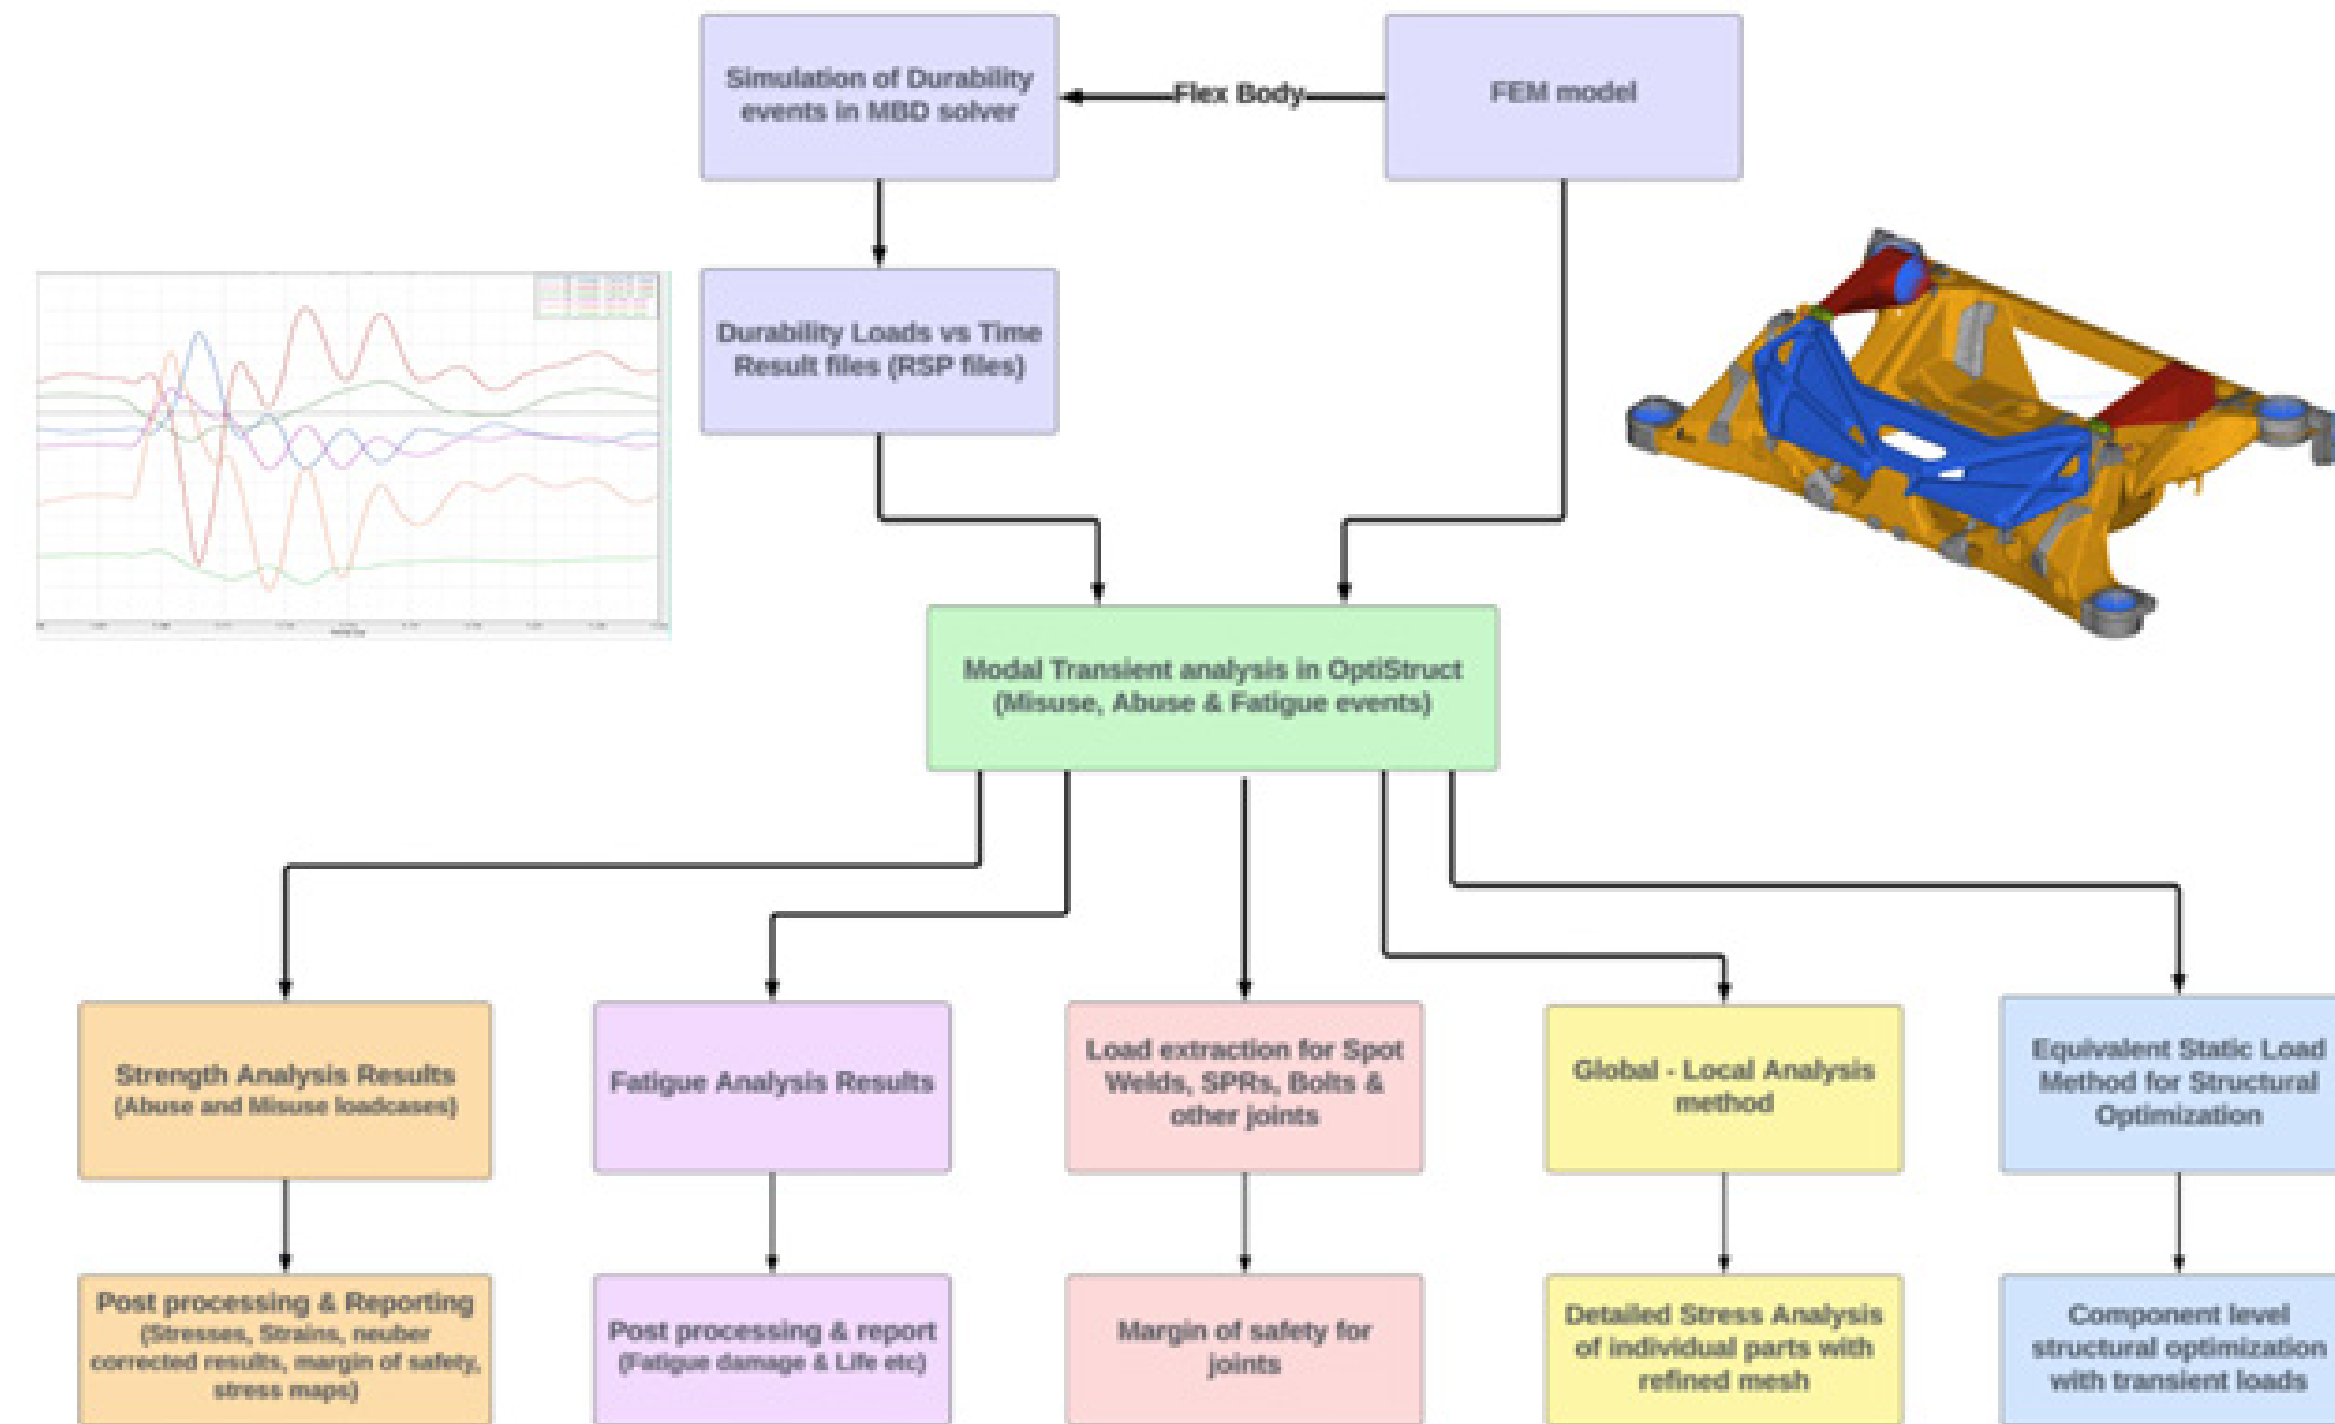 Simulation of Durability
events in MBD solver
Flex Body
FEM model
Durability Loads vs Time
Result files (RSP files)
Modal Transient analysis in OptiStruct
(Misuse, Abuse & Fatigue events)
Strength Analysis Results
(Abuse and Misuse loadcases)
Fatigue Analysis Results
Load extraction for Spot
Welds, SPRs, Bolts &
other joints
Global - Local Analysis
method
Equivalent Static Load
Method for Structural
Optimization
Post processing & Reporting
(Stresses, Strains, neuber
corrected results, margin of safety,
stress maps)
Post processing & report
(Fatigue damage & Life etc)
Margin of safety for
joints
Detailed Stress Analysis
of individual parts with
refined mesh
Component level
structural optimization
with transient loads